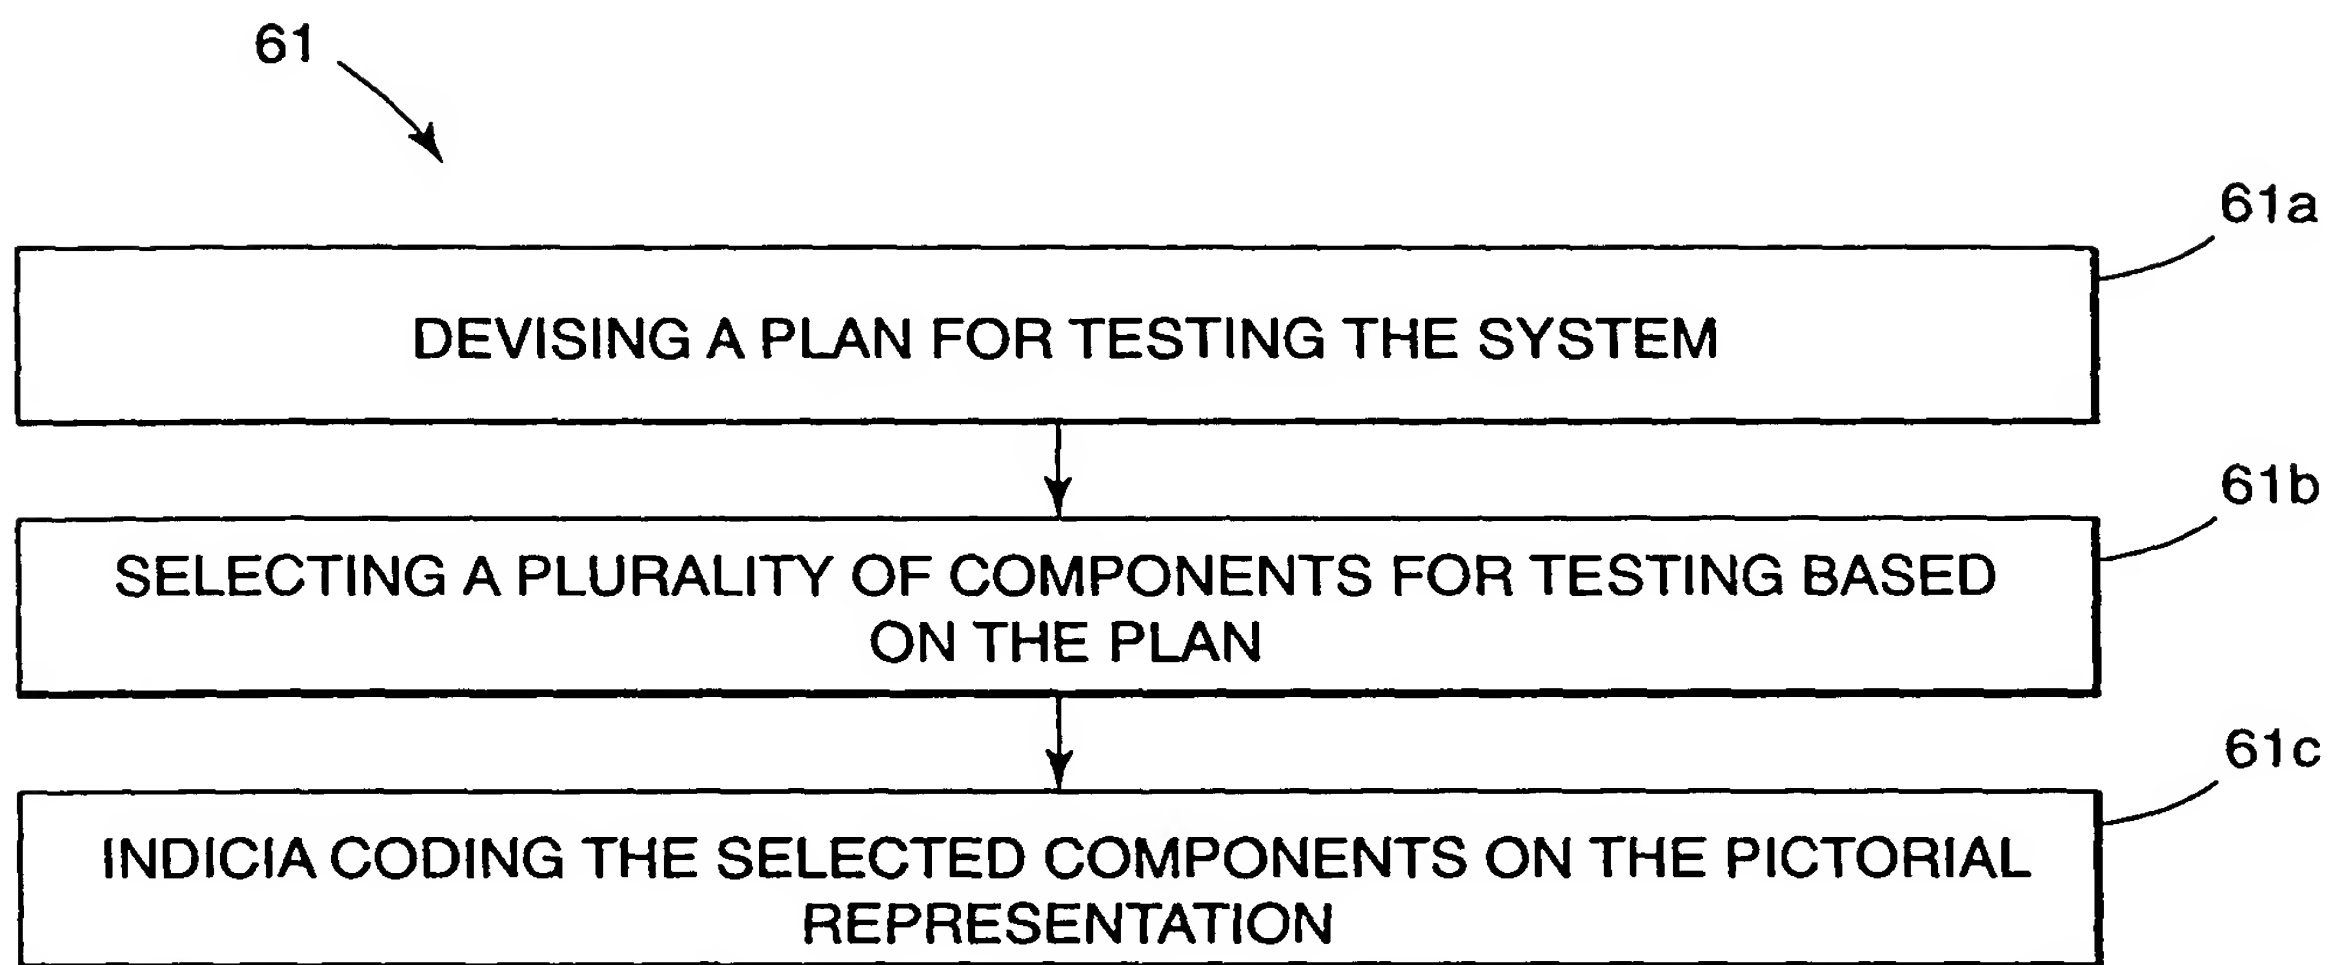 61
61a
DEVISING A PLAN FOR TESTING THE SYSTEM
61b
SELECTING A PLURALITY OF COMPONENTS FOR TESTING BASED
ON THE PLAN
61c
INDICIA CODING THE SELECTED COMPONENTS ON THE PICTORIAL
REPRESENTATION